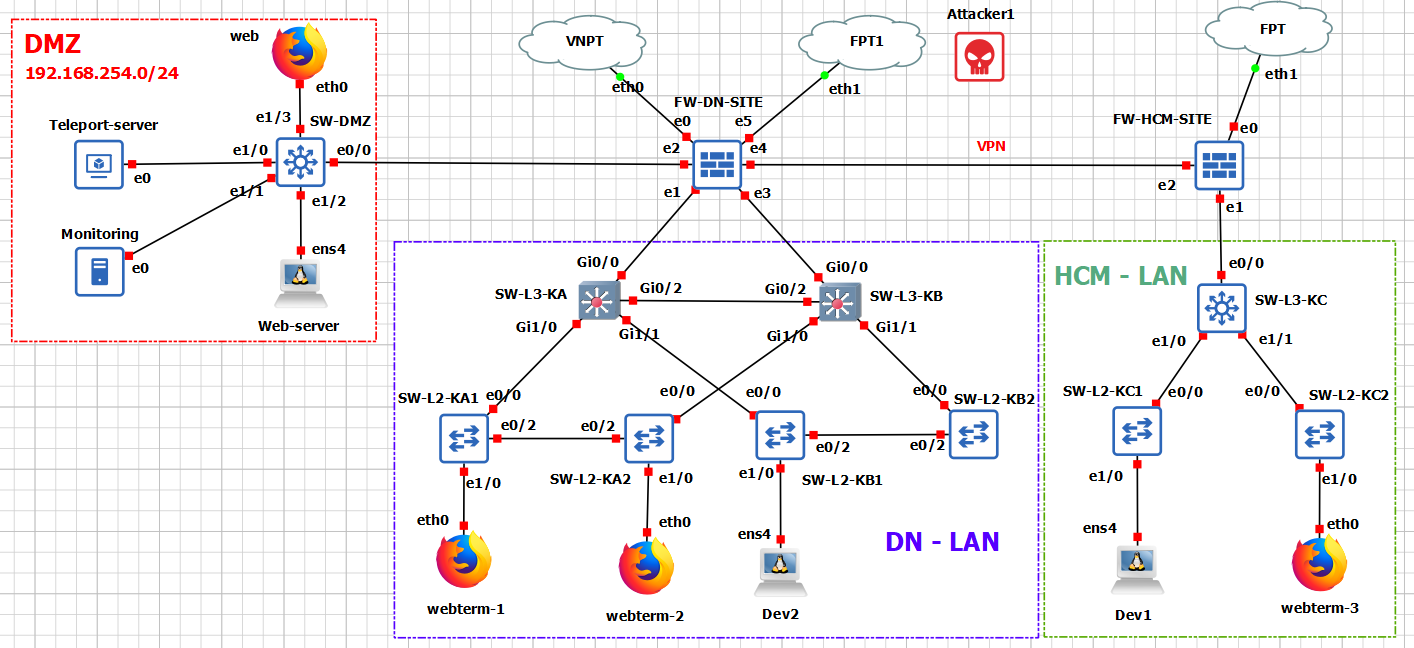 DMZ
192.168.254.0/24
web
eth0
e1/3
SW-DMZ
Teleport-server
e1/0
e0/0
e0
e1/1
e1/2
Monitoring
e0
ens4
Web-server
VNPT
eth0
FPT1
eth1
Attacker1
FPT
eth1
FW-DN-SITE
e0
e5
e2
e4
e1
e3
VPN
FW-HCM-SITE
e0
e2
e1
Gi0/0
Gi0/0
SW-L3-KA
Gi0/2
Gi0/2
SW-L3-KB
Gi1/0
Gi1/1
Gi1/0
Gi1/1
SW-L2-KA1
e0/0
e0/0
e0/0
e0/0
SW-L2-KB2
e0/2
e0/2
e0/2
e0/2
e1/0
SW-L2-KA2
e1/0
e1/0
SW-L2-KB1
eth0
eth0
ens4
DN - LAN
webterm-1
webterm-2
Dev2
HCM - LAN
e0/0
SW-L3-KC
e1/0
e1/1
SW-L2-KC1
e0/0
e0/0
SW-L2-KC2
e1/0
e1/0
ens4
eth0
Dev1
webterm-3